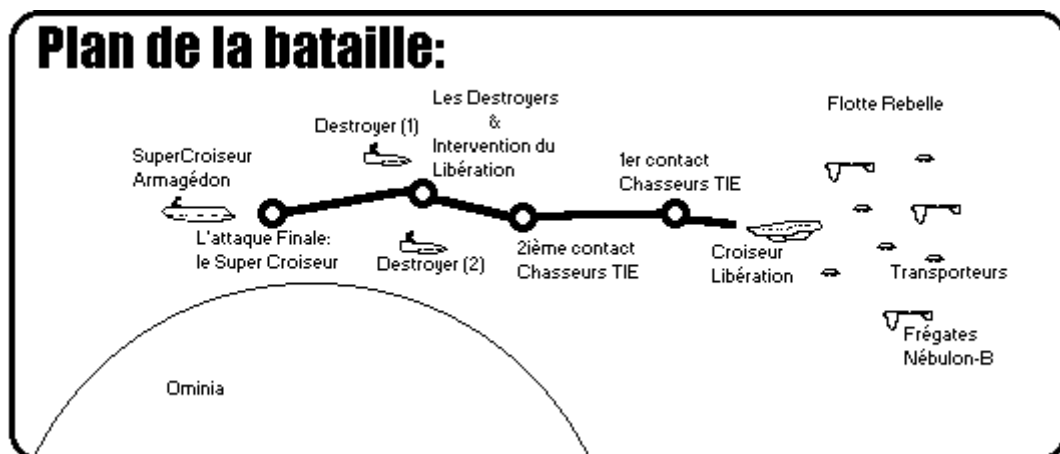 Plan de la bataille:
Les Destroyers
&
Intervention du
Libération
Flotte Rebelle
Destroyer (1)
SuperCroiseur
Armagédon
1er contact
Chasseurs TIE
L'attaque Finale:
le Super Croiseur
Destroyer (2)
2ième contact
Chasseurs TIE
Croiseur
Libération
Transporteurs
Frégates
Nébulon-B
Ominia